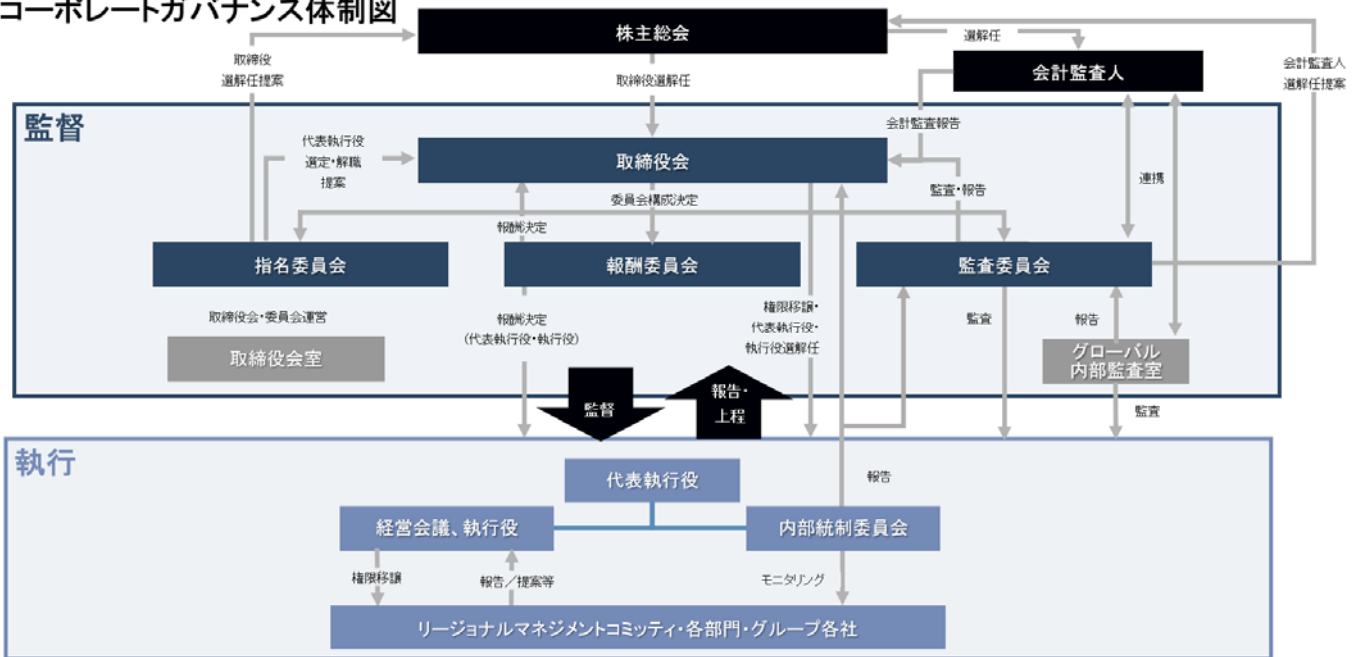 コーポレートガバナンス体制図
株主総会
選解任
会計監査人
取締役
選解任提案
取締役選解任
会計監査人
選解任提案
監督
会計監査報告
代表執行役
選定・解職
提案
取締役会
連携
監査・報告
委員会構成決定
報酬決定
指名委員会
報酬委員会
監査委員会
取締役会・委員会運営
報酬決定
(代表執行役・執行役)
権限移譲・
代表執行役・
執行役選解任
監査
報告
取締役会室
グローバル
内部監査室
監督
報告・
上程
監査
執行
代表執行役
報告
経営会議、執行役
内部統制委員会
権限移譲
報告/提案等
モニタリング
リージョナルマネジメントコミッティ・各部門・グループ各社